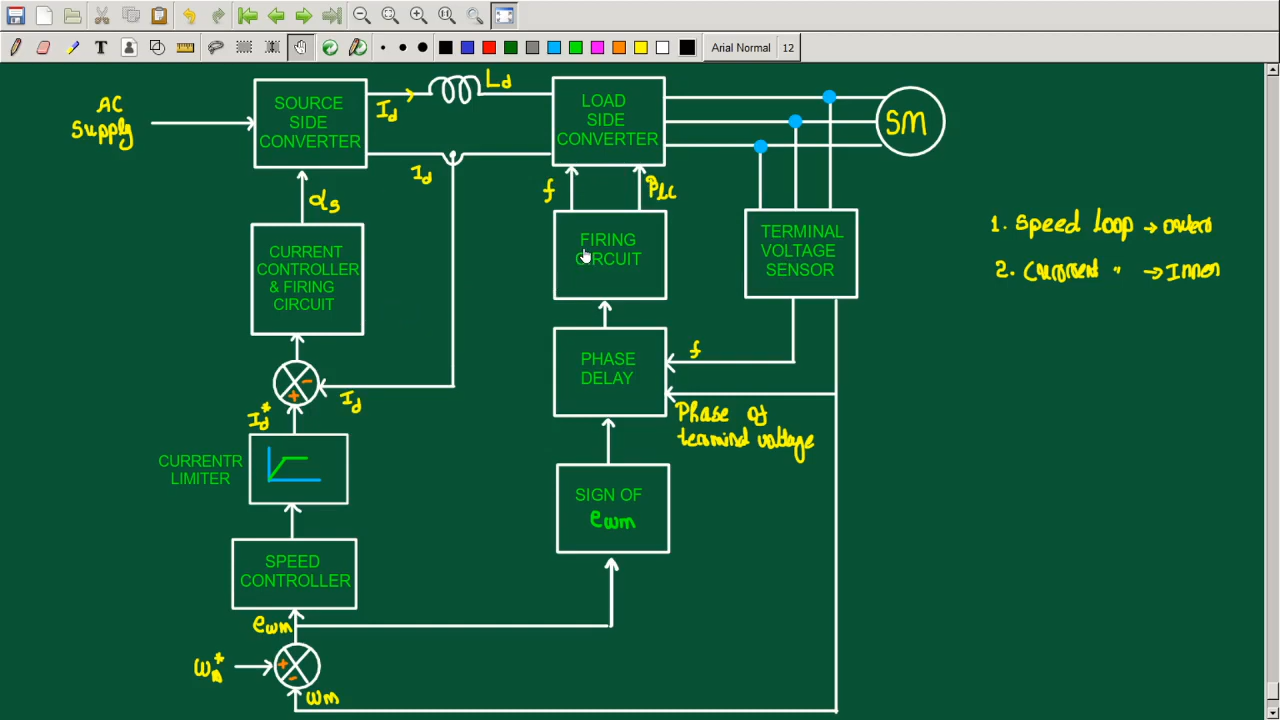 Arial Normal 12
AC
Supply
SOURCE
SIDE
CONVERTER
Id
Ld
Id
LOAD
SIDE
CONVERTER
SM
αs
f
βLC
CURRENT
CONTROLLER
& FIRING
CIRCUIT
FIRING
CIRCUIT
TERMINAL
VOLTAGE
SENSOR
1. Speed loop →
2. Current " → Inner
+ -
Id*
Id
PHASE
DELAY
f
Phase of
terminal voltage
CURRENTR
LIMITER
SIGN OF
eωm
SPEED
CONTROLLER
eωm
ωm*
+ -
ωm